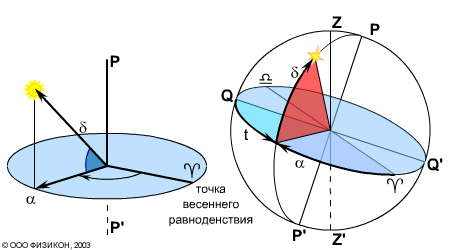 P
δ
α
♈
точка
весеннего
равноденствия
P'
Z
P
δ
♎
Q
t
α
♈
Q'
P'
Z'
© ООО ФИЗИКОН, 2003